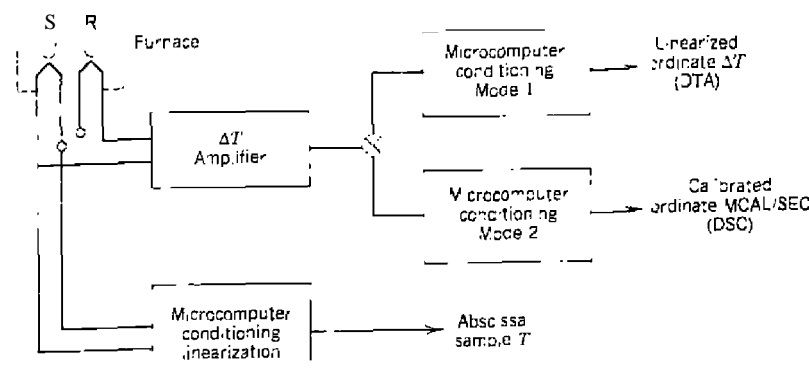 S R
Furnace
Microcomputer
conditioning
Mode 1
Linearized
ordinate ΔT
(DTA)
ΔT
Amplifier
Microcomputer
conditioning
Mode 2
Calibrated
ordinate MCAL/SEC
(DSC)
Microcomputer
conditioning
linearization
Abscissa
sample T